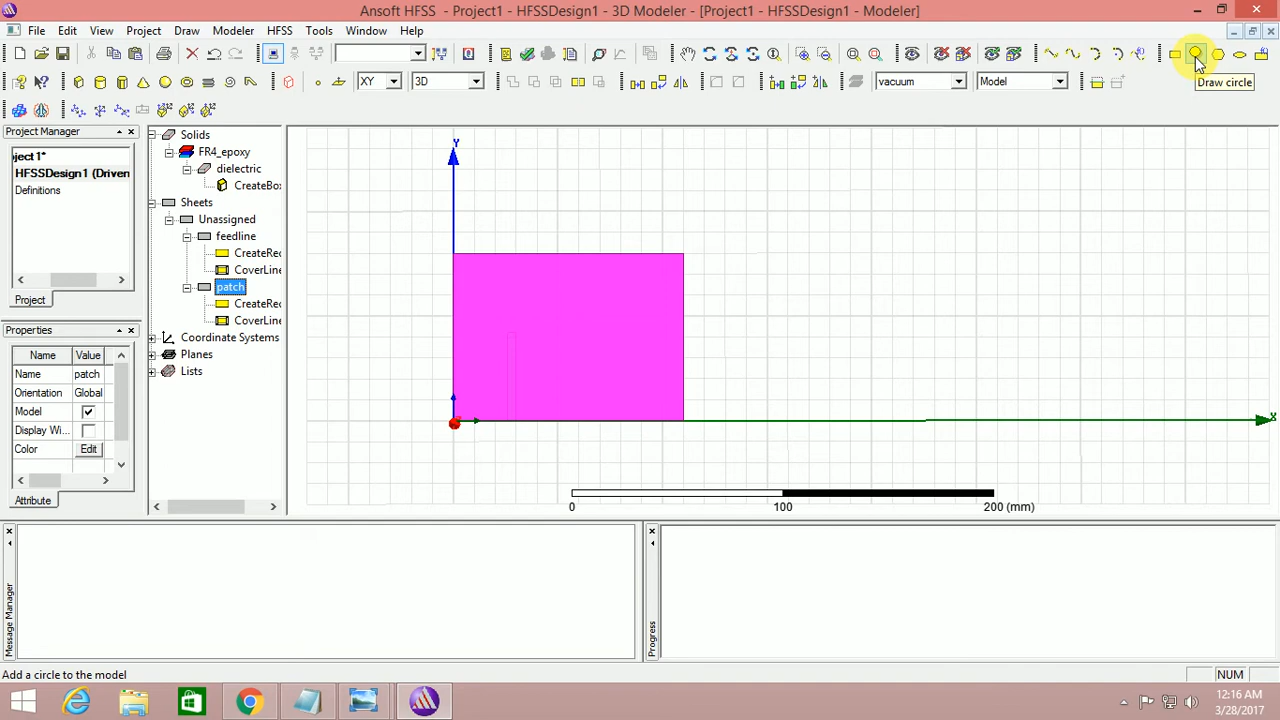 Ansoft HFSS - Project1 - HFSSDesign1 - 3D Modeler - [Project1 - HFSSDesign1 - Modeler]
File Edit View Project Draw Modeler HFSS Tools Window Help
XY 3D vacuum Model
Draw circle
Project Manager
ject1*
HFSSDesign1 (Driven
Definitions
Project
Solids
FR4_epoxy
dielectric
CreateBo
Sheets
Unassigned
feedline
CreateRec
CoverLine
patch
CreateRec
CoverLine
Coordinate Systems
Planes
Lists
Properties
Name Value
Name patch
Orientation Global
Model
Display Wi...
Color Edit
Attribute
Y
X
0 100 200 (mm)
Message Manager
Progress
Add a circle to the model
NUM
12:16 AM
3/28/2017